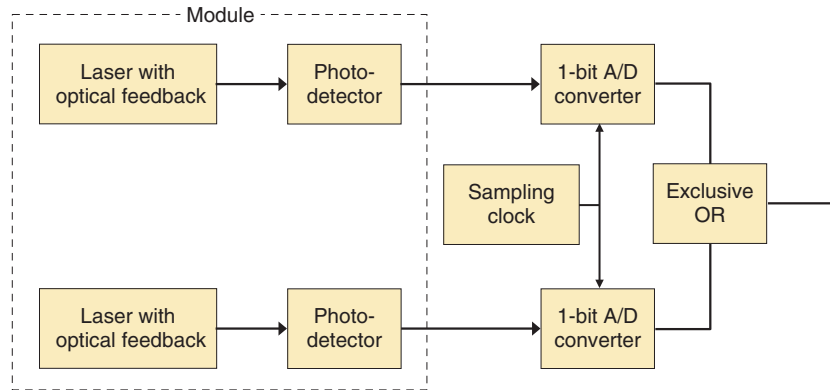 Module
Laser with
optical feedback
Photo-
detector
1-bit A/D
converter
Sampling
clock
Exclusive
OR
Laser with
optical feedback
Photo-
detector
1-bit A/D
converter